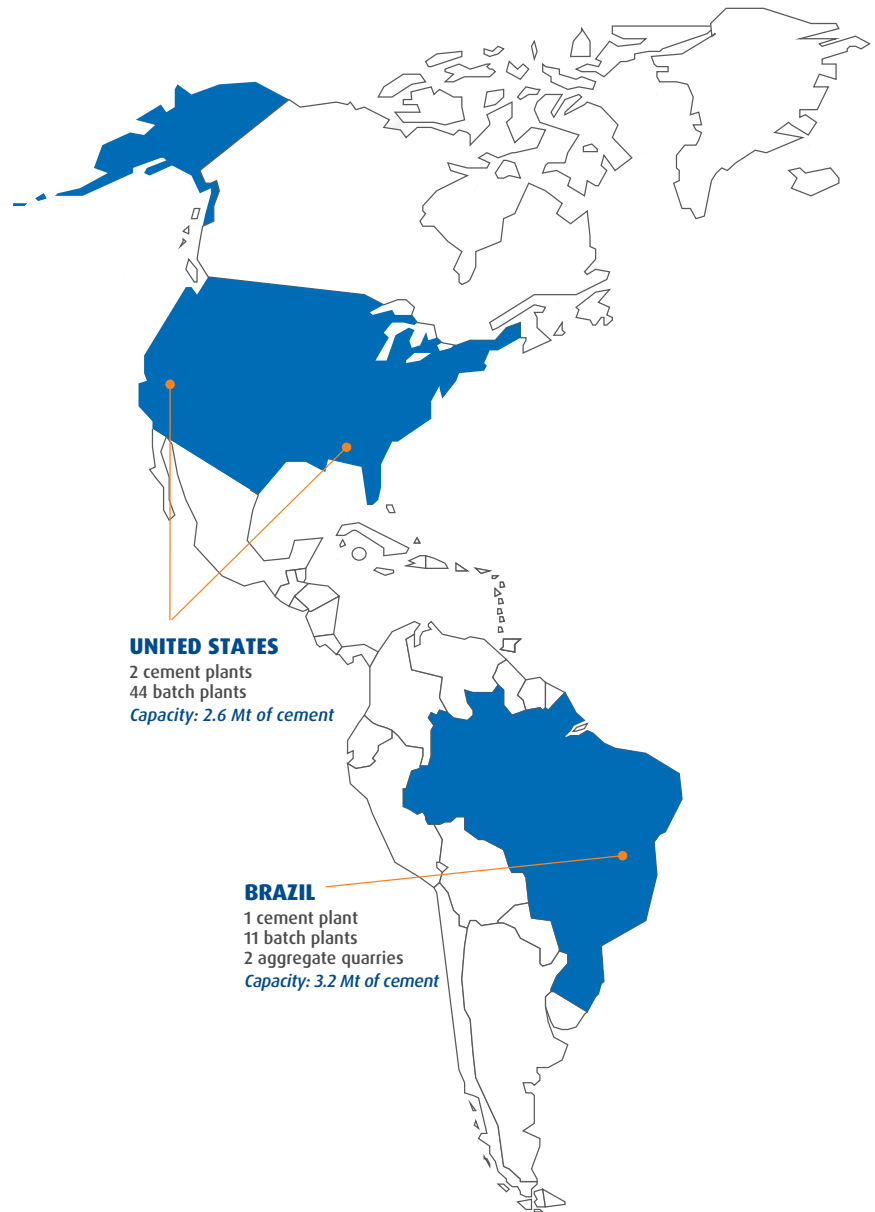 UNITED STATES
2 cement plants
44 batch plants
Capacity: 2.6 Mt of cement
BRAZIL
1 cement plant
11 batch plants
2 aggregate quarries
Capacity: 3.2 Mt of cement